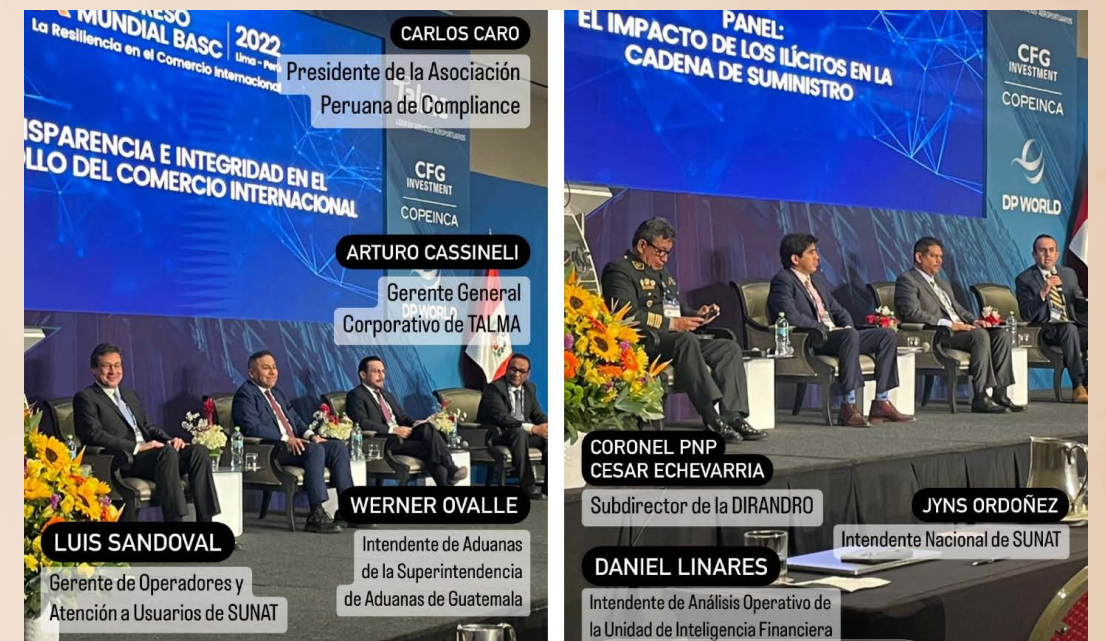 MUNDIAL BASC
2022
Lima - Perú
La Resiliencia en el Comercio Internacional
CARLOS CARO
Presidente de la Asociación
Peruana de Compliance
CFG
INVESTMENT
COPEINCA
DP WORLD
ARTURO CASSINELI
Gerente General
Corporativo de TALMA
LUIS SANDOVAL
Gerente de Operadores y
Atención a Usuarios de SUNAT
WERNER OVALLE
Intendente de Aduanas
de la Superintendencia
de Aduanas de Guatemala
E INTEGRIDAD EN EL
DEL COMERCIO INTERNACIONAL
PANEL:
EL IMPACTO DE LOS ILÍCITOS EN LA
CADENA DE SUMINISTRO
CFG
INVESTMENT
COPEINCA
DP WORLD
CORONEL PNP
CESAR ECHEVARRIA
Subdirector de la DIRANDRO
JYNS ORDOÑEZ
Intendente Nacional de SUNAT
DANIEL LINARES
Intendente de Análisis Operativo de
la Unidad de Inteligencia Financiera